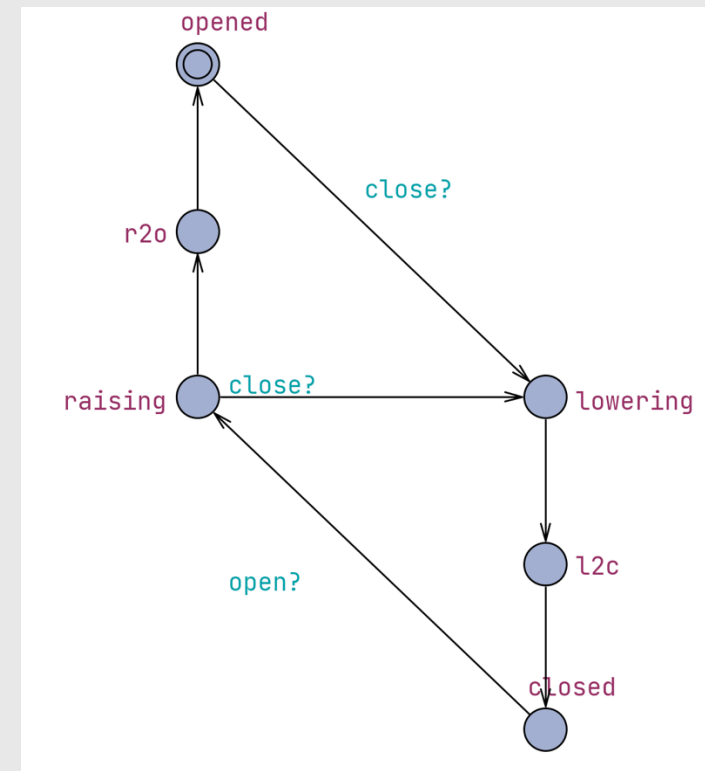 opened
close?
r2o
close?
raising
lowering
open?
l2c
closed